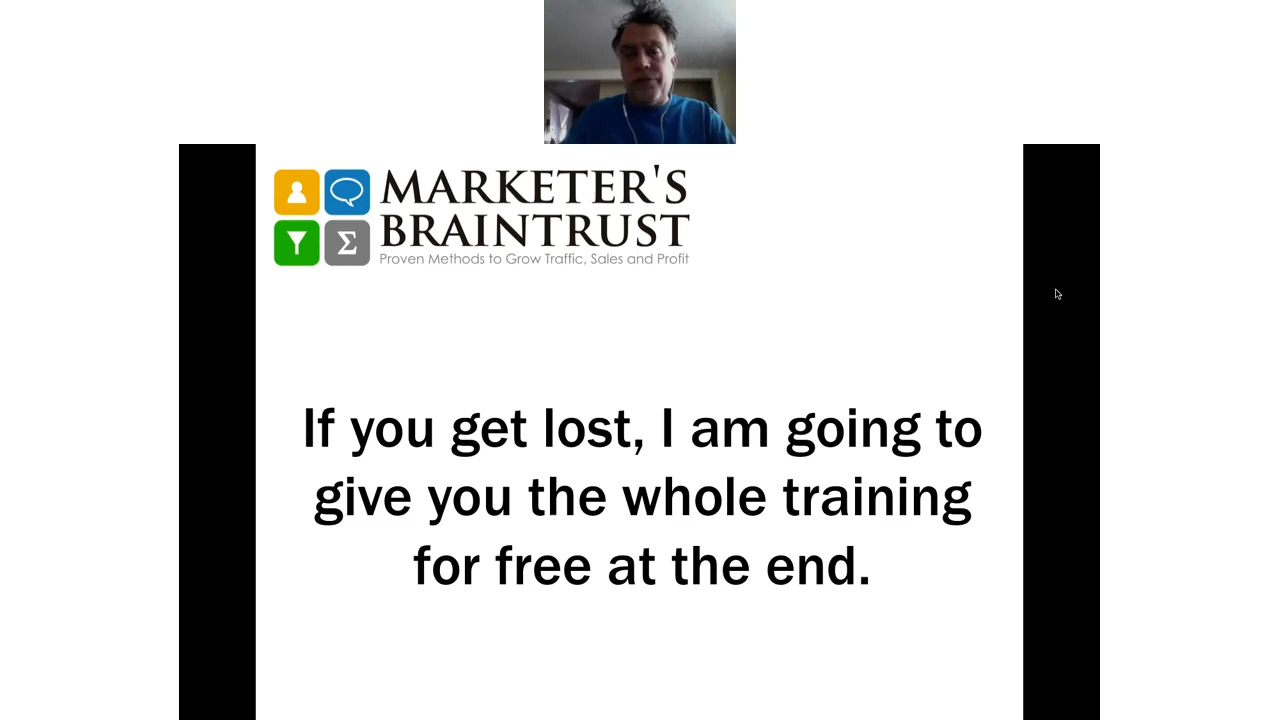 MARKETER'S
BRAINTRUST
Proven Methods to Grow Traffic, Sales and Profit
If you get lost, I am going to
give you the whole training
for free at the end.